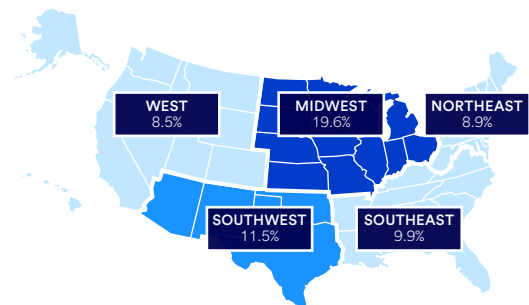 WEST
8.5%
MIDWEST
19.6%
NORTHEAST
8.9%
SOUTHWEST
11.5%
SOUTHEAST
9.9%